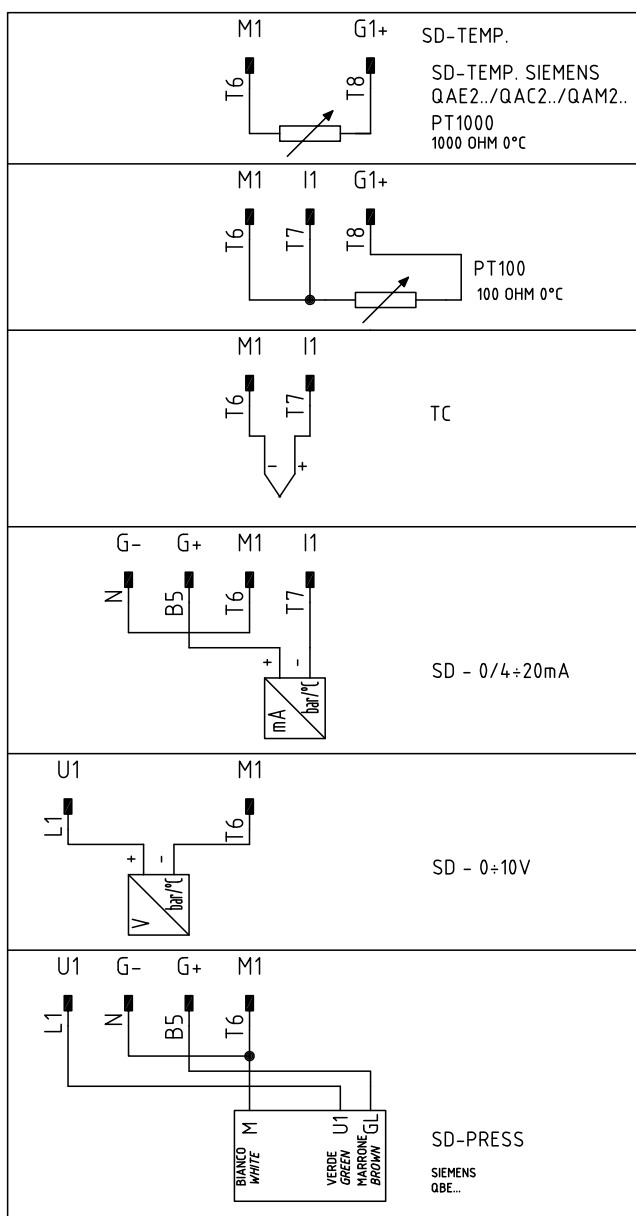 M1 G1+ SD-TEMP.
T6 T8
SD-TEMP. SIEMENS
QAE2../QAC2../QAM2..
PT1000
1000 OHM 0°C
M1 I1 G1+
T6 T7 T8
PT100
100 OHM 0°C
M1 I1
T6 T7
TC
- +
G- G+ M1 I1
N B5 T6 T7
+ -
SD - 0/4÷20mA
mA bar/°C
U1 M1
L1 T6
+ -
SD - 0÷10V
V bar/°C
U1 G- G+ M1
L1 N B5 T6
M U1 GL
BIANCO VERDE MARRONE
WHITE GREEN BROWN
SD-PRESS
SIEMENS
QBE...